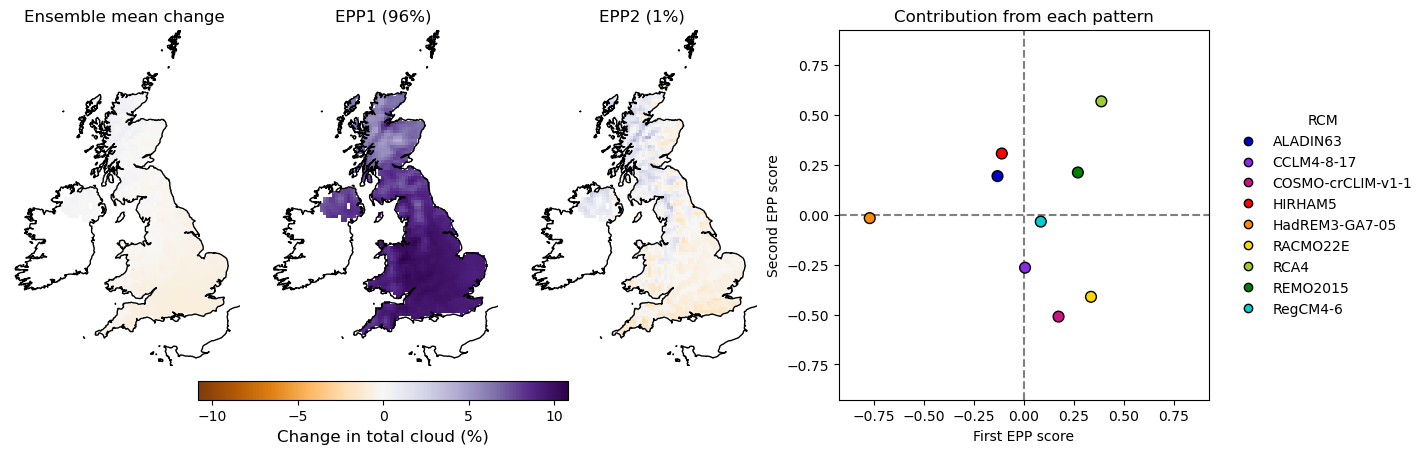 Ensemble mean change
EPP1 (96%)
EPP2 (1%)
−10 −5 0 5 10
Change in total cloud (%)
Contribution from each pattern
Second EPP score
0.75
0.50
0.25
0.00
−0.25
−0.50
−0.75
−0.75 −0.50 −0.25 0.00 0.25 0.50 0.75
First EPP score
RCM
ALADIN63
CCLM4-8-17
COSMO-crCLIM-v1-1
HIRHAM5
HadREM3-GA7-05
RACMO22E
RCA4
REMO2015
RegCM4-6